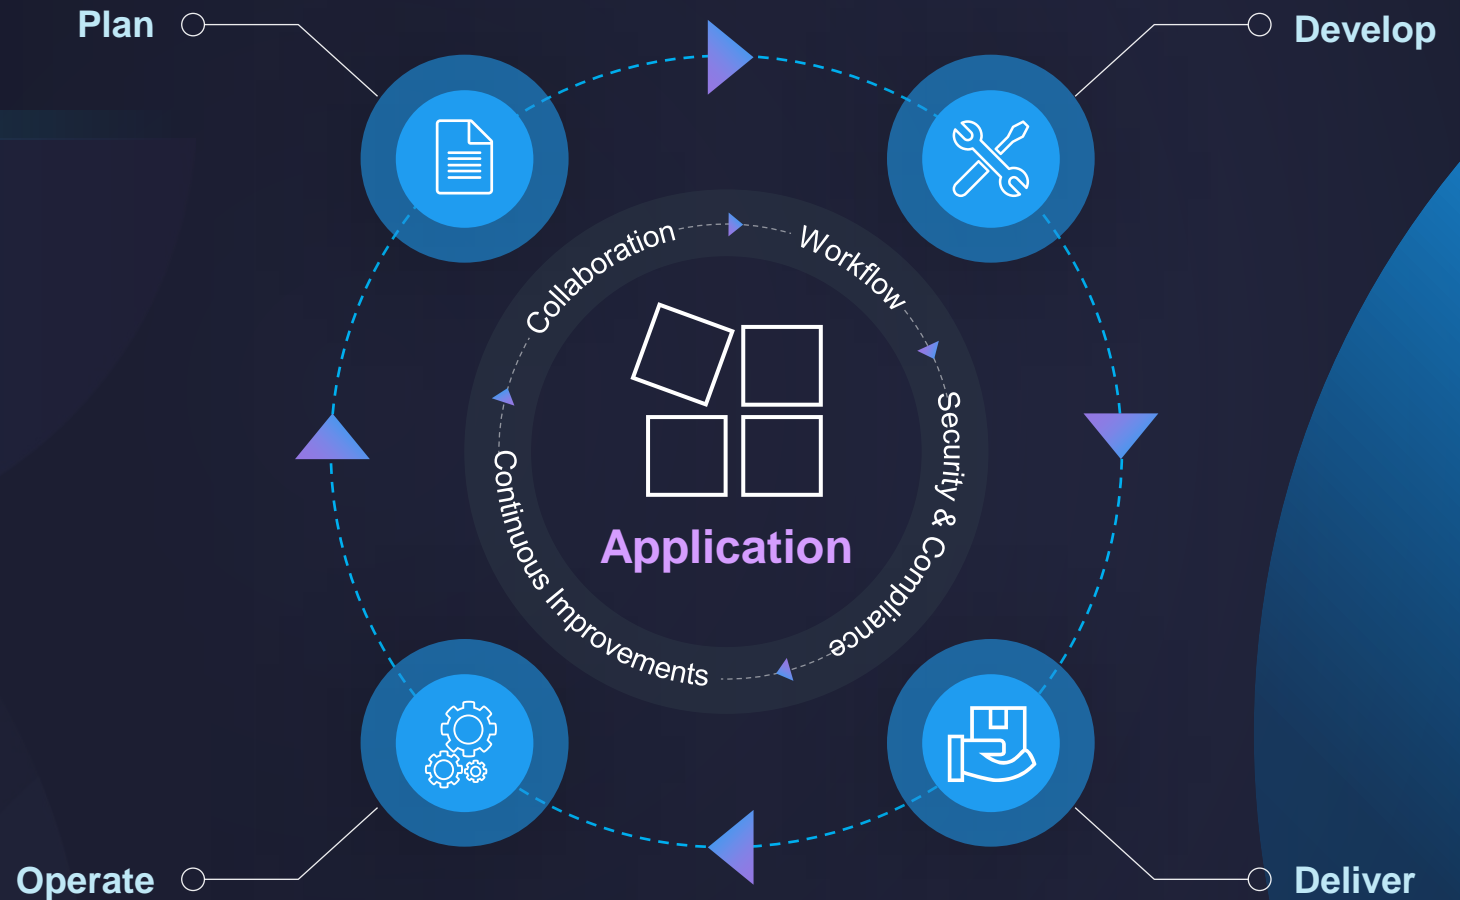 Plan
Develop
Collaboration
Workflow
Security & Compliance
Continuous Improvements
Application
Operate
Deliver